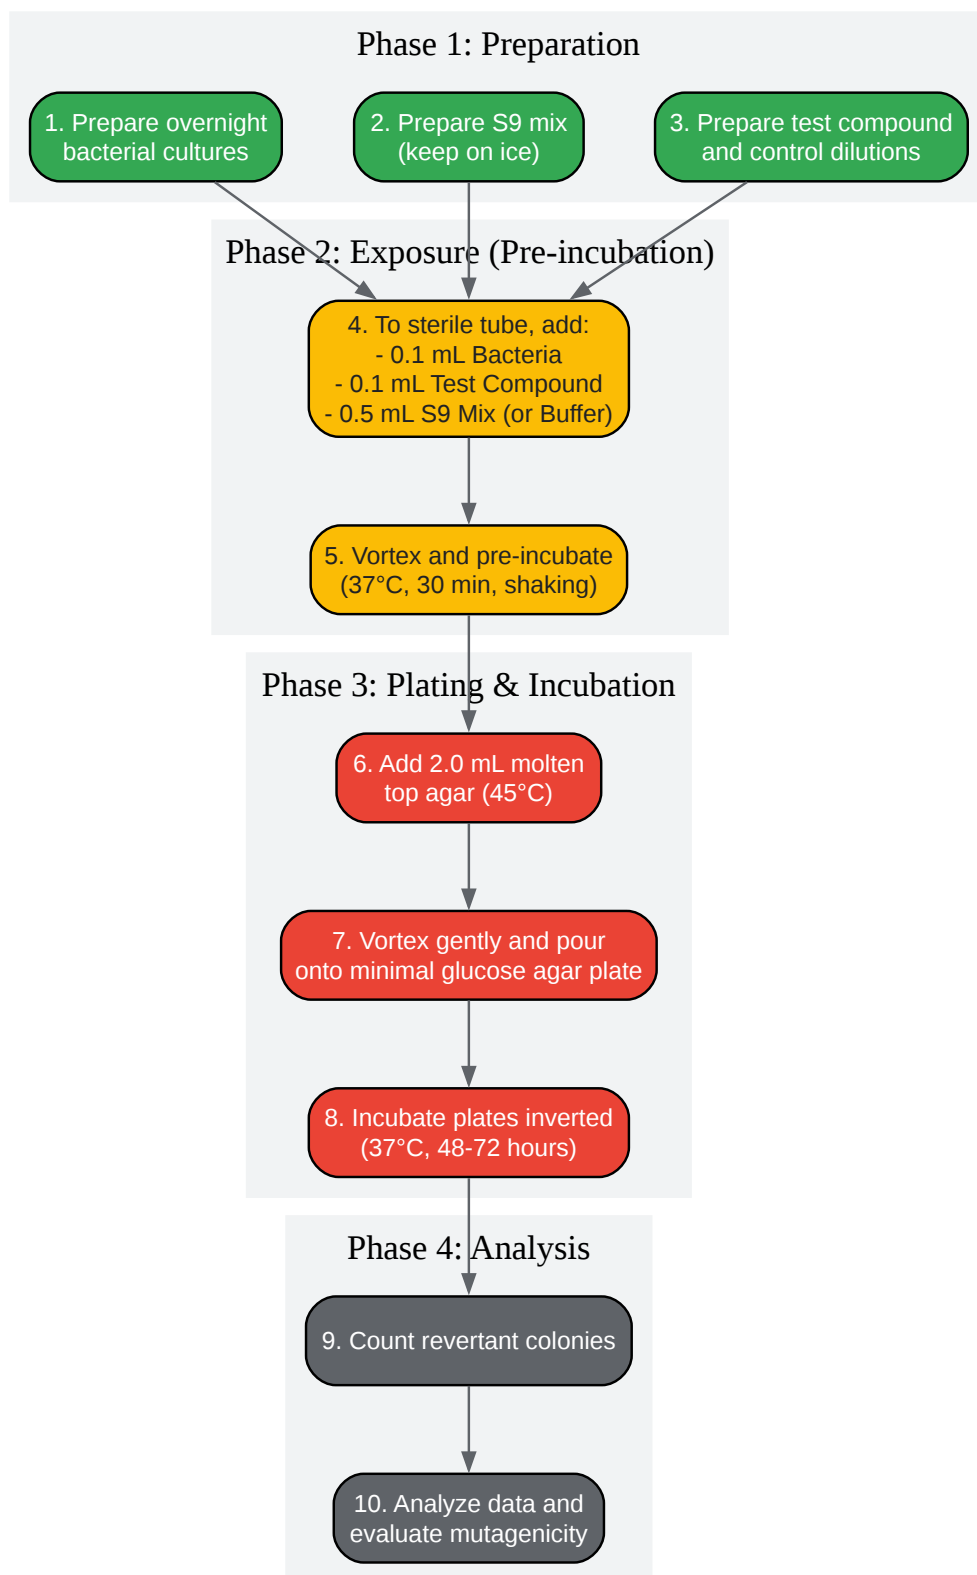 Phase 1: Preparation
1. Prepare overnight
bacterial cultures
2. Prepare S9 mix
(keep on ice)
3. Prepare test compound
and control dilutions
Phase 2: Exposure (Pre-incubation)
4. To sterile tube, add:
- 0.1 mL Bacteria
- 0.1 mL Test Compound
- 0.5 mL S9 Mix (or Buffer)
5. Vortex and pre-incubate
(37°C, 30 min, shaking)
Phase 3: Plating & Incubation
6. Add 2.0 mL molten
top agar (45°C)
7. Vortex gently and pour
onto minimal glucose agar plate
8. Incubate plates inverted
(37°C, 48-72 hours)
Phase 4: Analysis
9. Count revertant colonies
10. Analyze data and
evaluate mutagenicity